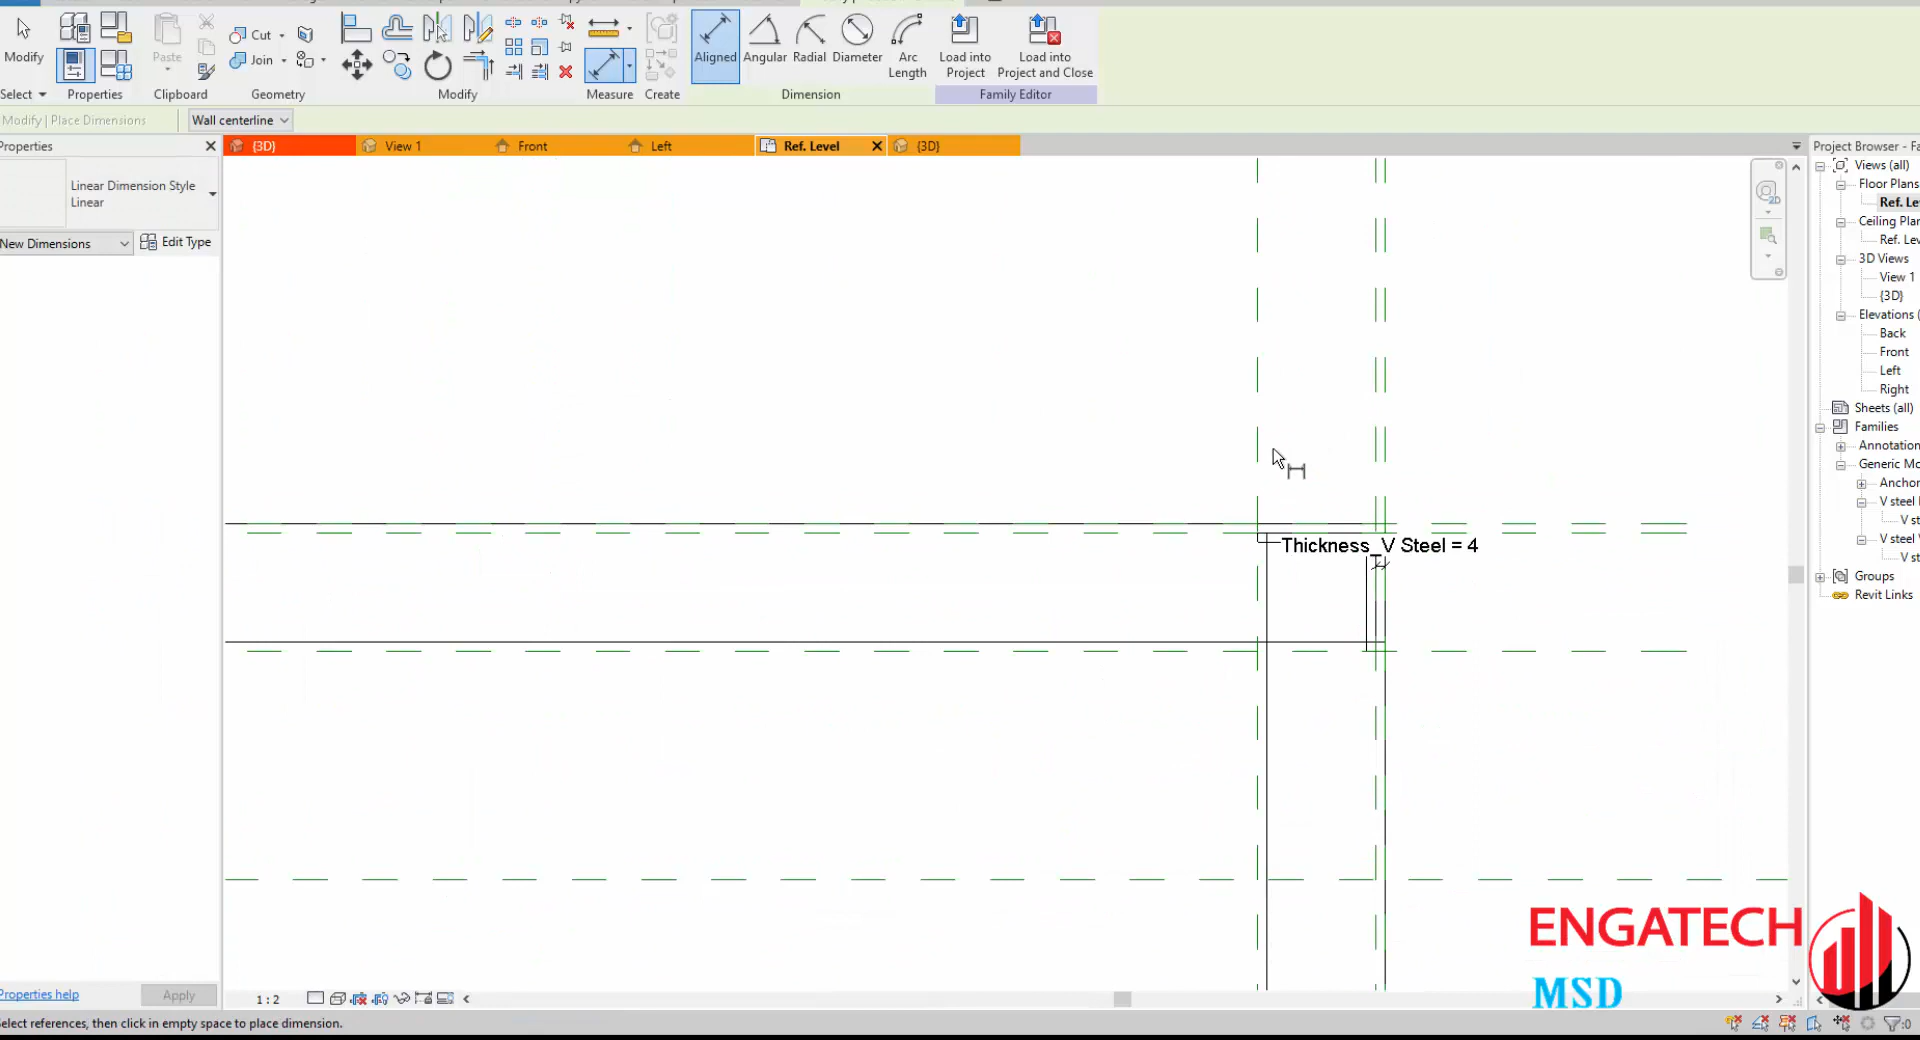 Modify
Select
Properties
Paste
Clipboard
Cut
Join
Geometry
Modify
Measure
Create
Aligned
Angular
Radial
Diameter
Arc
Length
Dimension
Load into
Project
Load into
Project and Close
Family Editor
Modify | Place Dimensions
Wall centerline
Properties
Linear Dimension Style
Linear
New Dimensions
Edit Type
{3D}
View 1
Front
Left
Ref. Level
{3D}
Thickness_V Steel = 4
2D
Project Browser - Fa
Views (all)
Floor Plans
Ref. Le
Ceiling Plan
Ref. Lev
3D Views
View 1
{3D}
Elevations (
Back
Front
Left
Right
Sheets (all)
Families
Annotation
Generic Mo
Anchor
V steel
V st
V steel V
V st
Groups
Revit Links
Properties help
Apply
1 : 2
ENGATECH
MSD
Select references, then click in empty space to place dimension.
:0